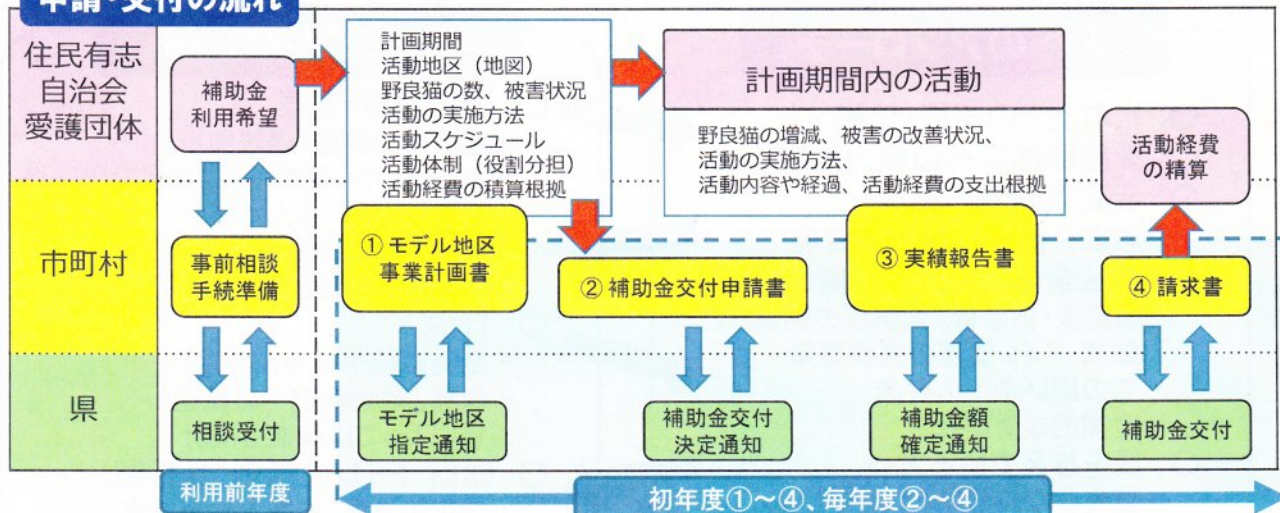 申請・交付の流れ
住民有志
自治会
愛護団体
補助金
利用希望
計画期間
活動地区（地図）
野良猫の数、被害状況
活動の実施方法
活動スケジュール
活動体制（役割分担）
活動経費の積算根拠
計画期間内の活動
野良猫の増減、被害の改善状況、
活動の実施方法、
活動内容や経過、活動経費の支出根拠
活動経費
の精算
市町村
事前相談
手続準備
① モデル地区
事業計画書
② 補助金交付申請書
③ 実績報告書
④ 請求書
県
相談受付
モデル地区
指定通知
補助金交付
決定通知
補助金額
確定通知
補助金交付
利用前年度
初年度①～④、毎年度②～④